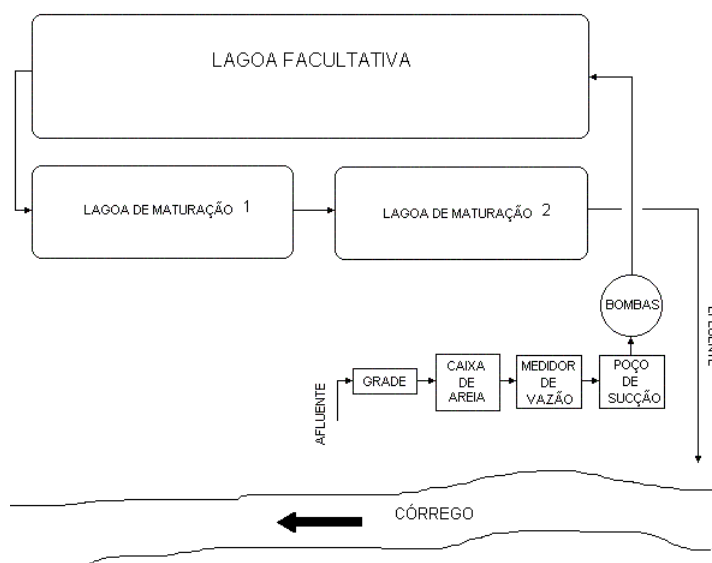 LAGOA FACULTATIVA
LAGOA DE MATURAÇÃO 1
LAGOA DE MATURAÇÃO 2
BOMBAS
EFLUENTE
AFLUENTE
GRADE
CAIXA
DE
AREIA
MEDIDOR
DE
VAZÃO
POÇO
DE
SUCÇÃO
CÓRREGO